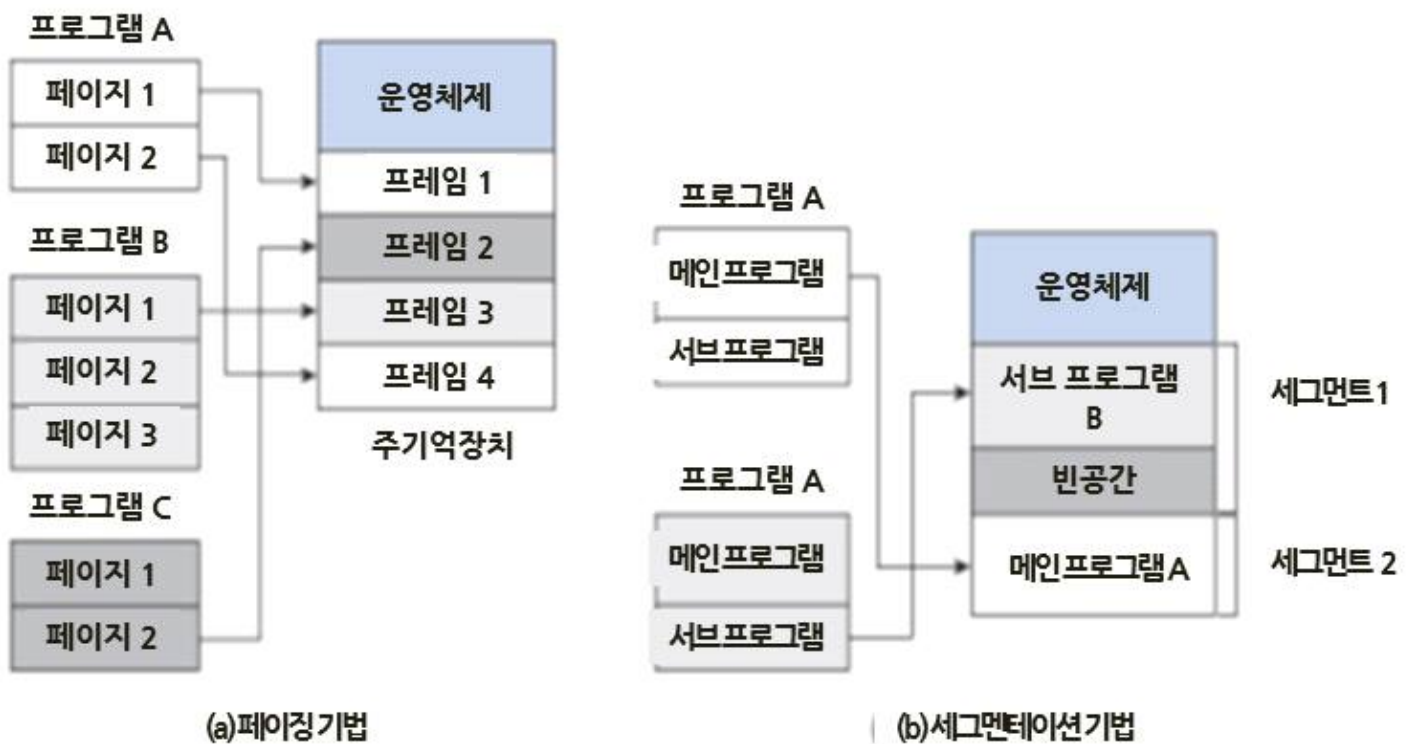 프로그램 A
페이지 1
페이지 2
프로그램 B
페이지 1
페이지 2
페이지 3
프로그램 C
페이지 1
페이지 2
운영체제
프레임 1
프레임 2
프레임 3
프레임 4
주기억장치
(a)페이징 기법
프로그램 A
메인프로그램
서브프로그램
프로그램 A
메인프로그램
서브프로그램
운영체제
서브 프로그램
B
빈공간
메인프로그램A
세그먼트1
세그먼트 2
(b)세그멘테이션 기법